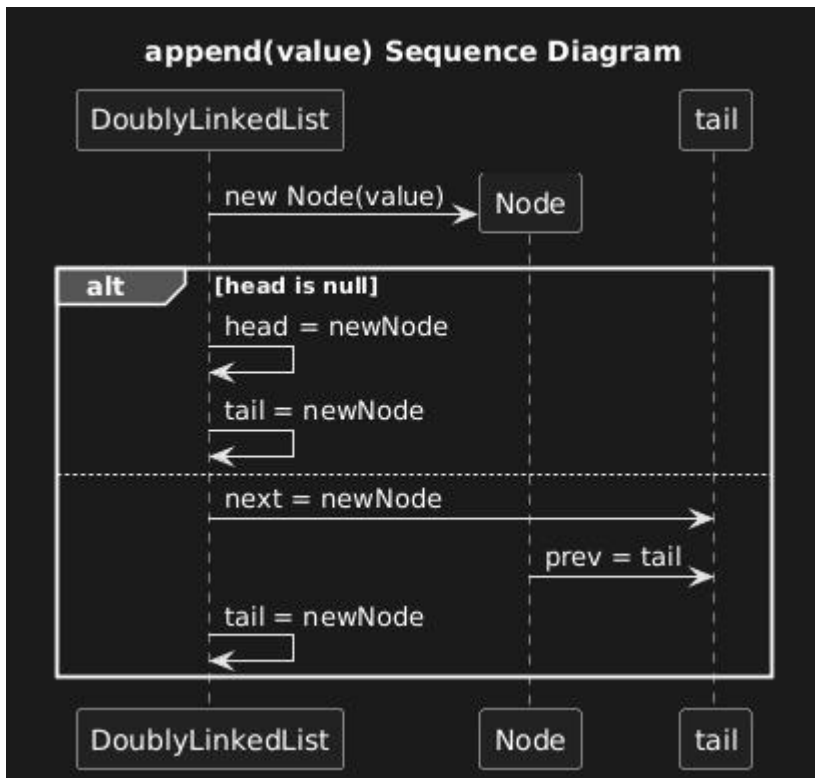 append(value) Sequence Diagram
DoublyLinkedList
tail
new Node(value)
Node
alt
[head is null]
head = newNode
tail = newNode
next = newNode
prev = tail
tail = newNode
DoublyLinkedList
Node
tail